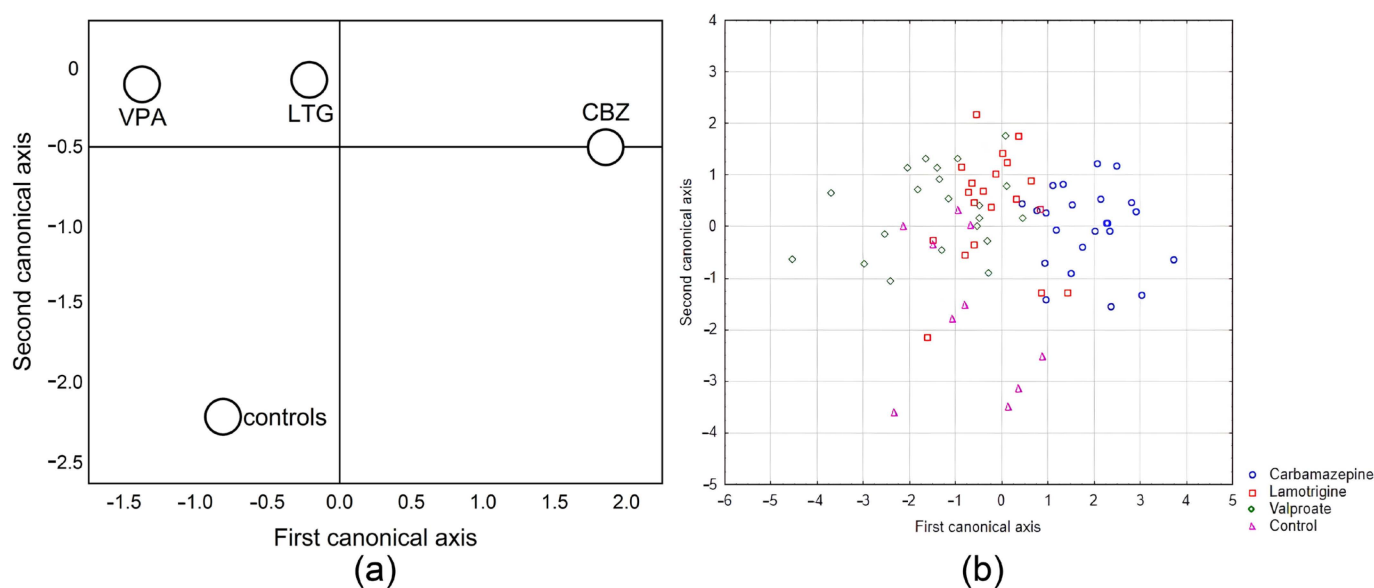 0
−0.5
−1.0
−1.5
−2.0
−2.5
Second canonical axis
VPA
LTG
CBZ
controls
-1.5
-1.0
-0.5
0.0
0.5
1.0
1.5
2.0
First canonical axis
(a)
4
3
2
1
0
−1
−2
−3
−4
−5
Second canonical axis
−6
−5
−4
−3
−2
−1
0
1
2
3
4
5
First canonical axis
Carbamazepine
Lamotrigine
Valproate
Control
(b)